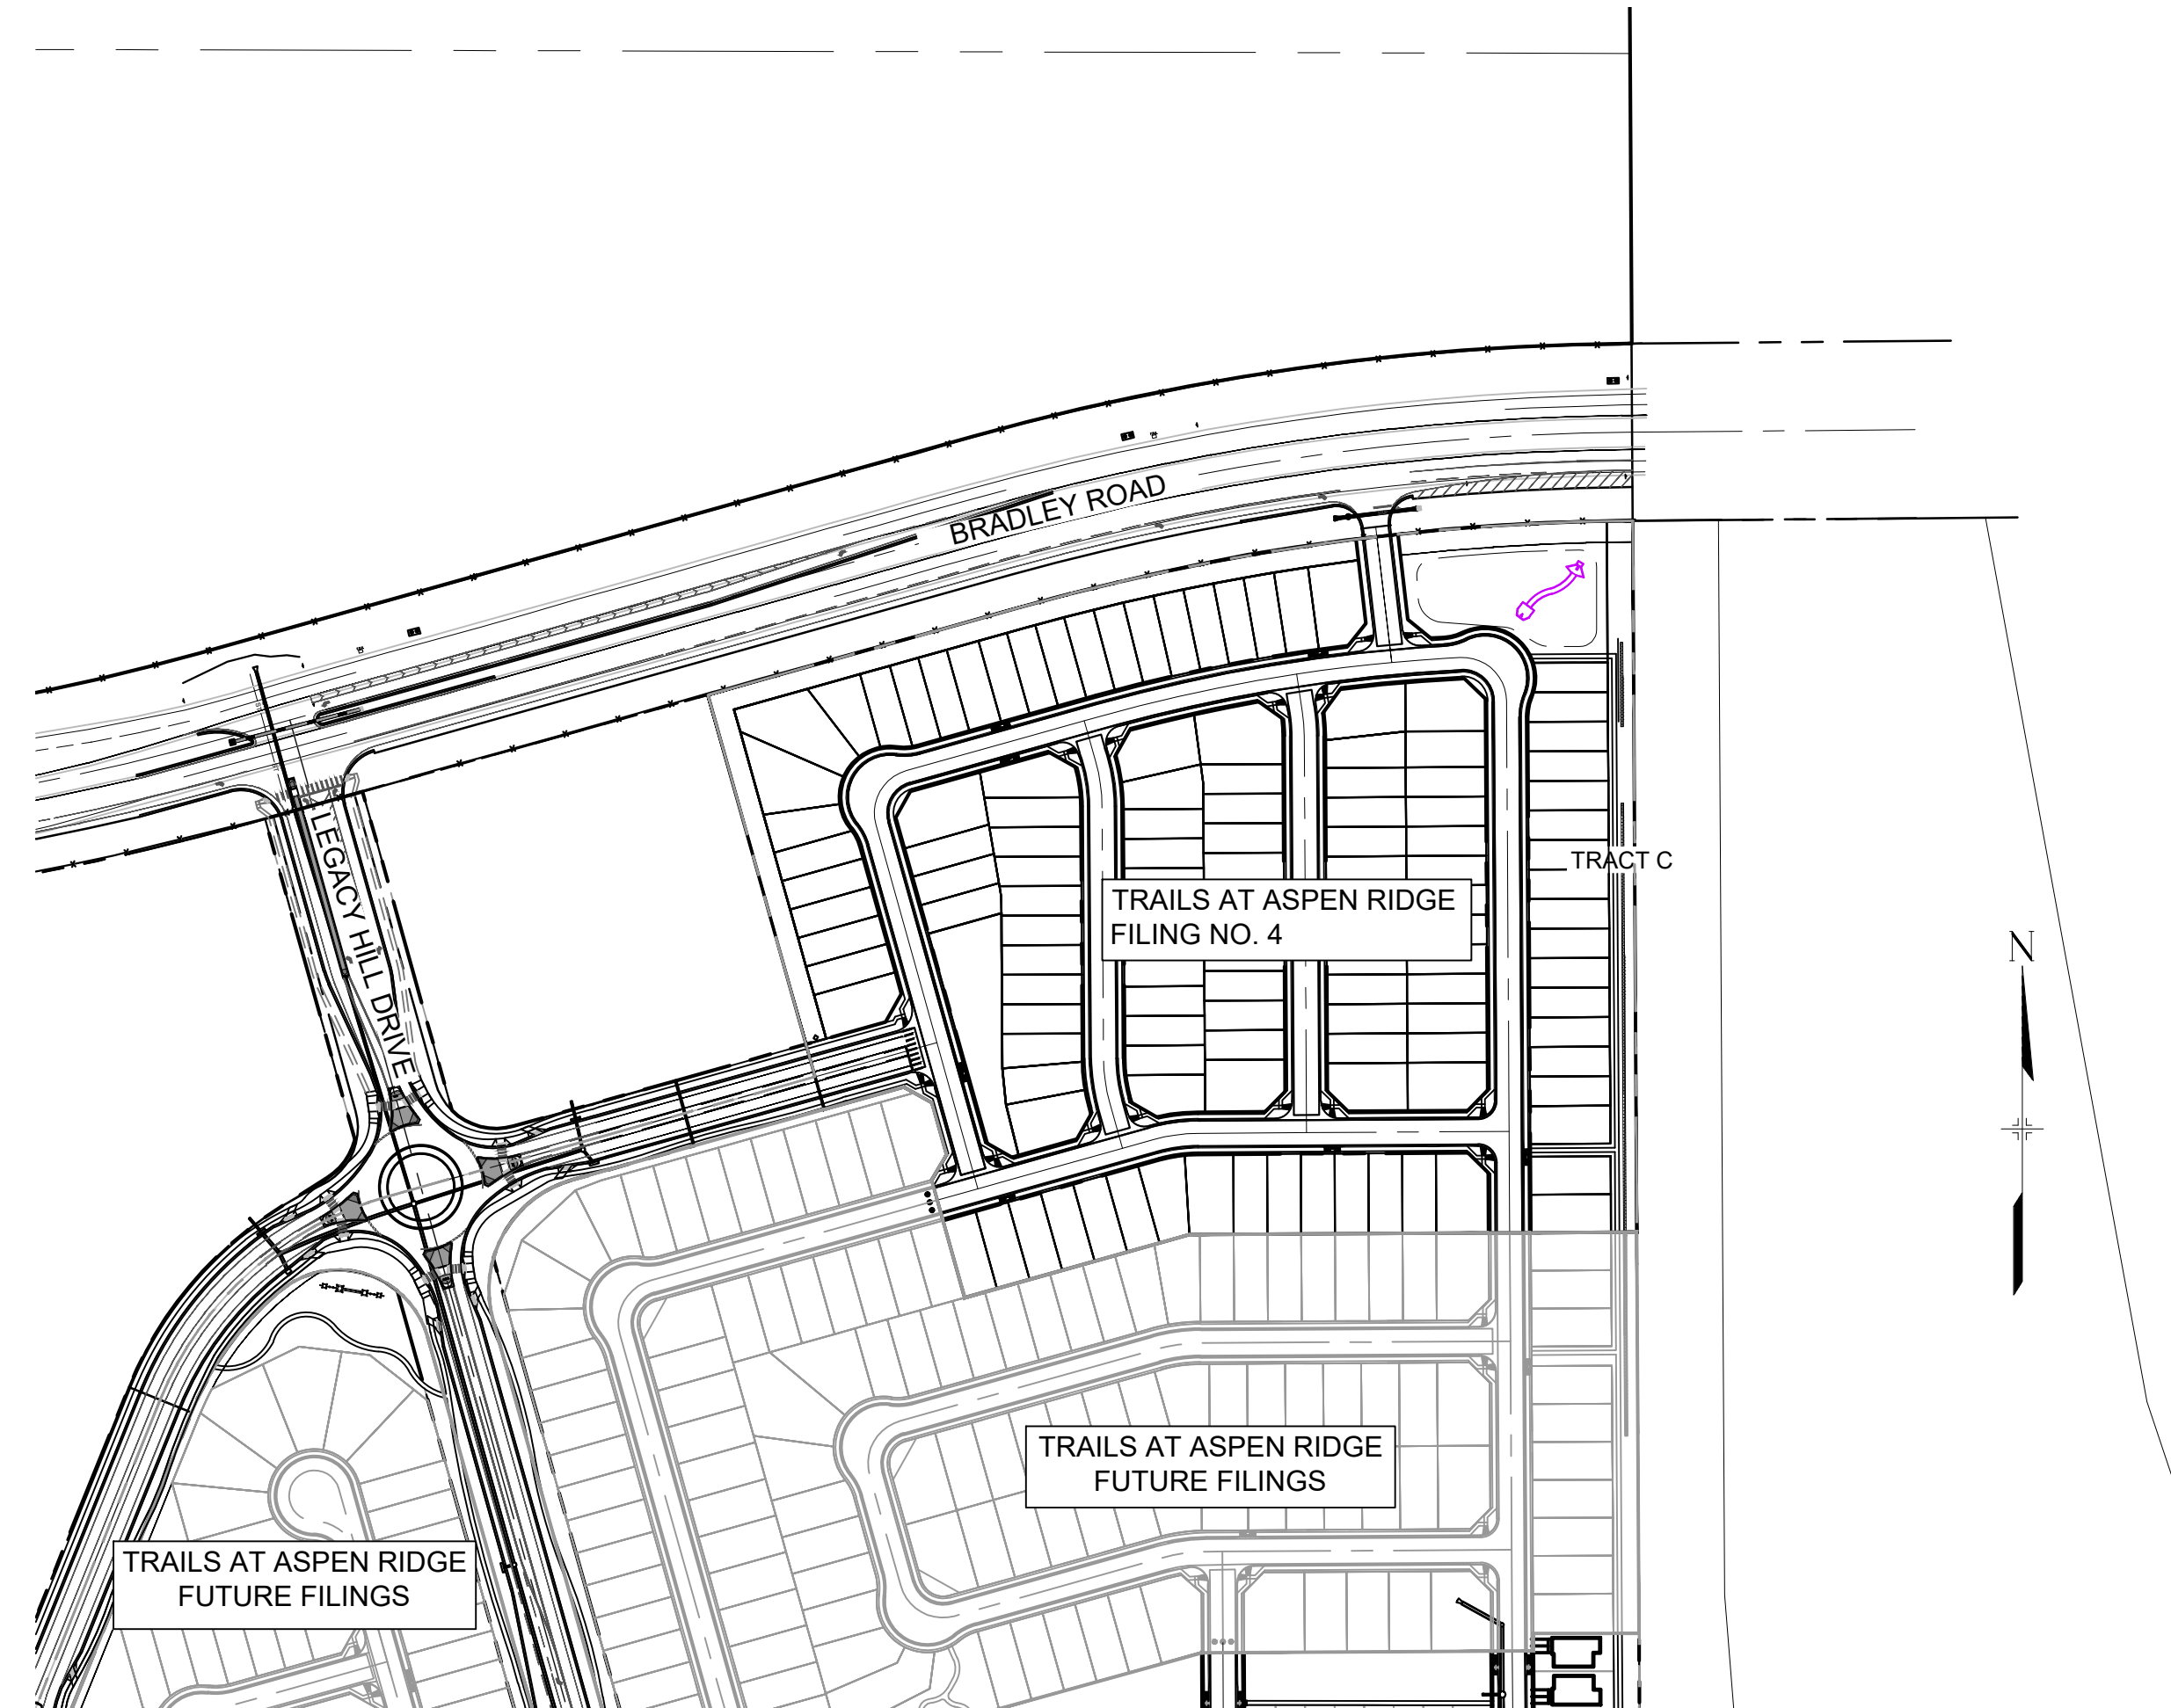 BRADLEY ROAD
LEGACY HILL DRIVE
TRACT C
TRAILS AT ASPEN RIDGE
FILING NO. 4
N
TRAILS AT ASPEN RIDGE
FUTURE FILINGS
TRAILS AT ASPEN RIDGE
FUTURE FILINGS